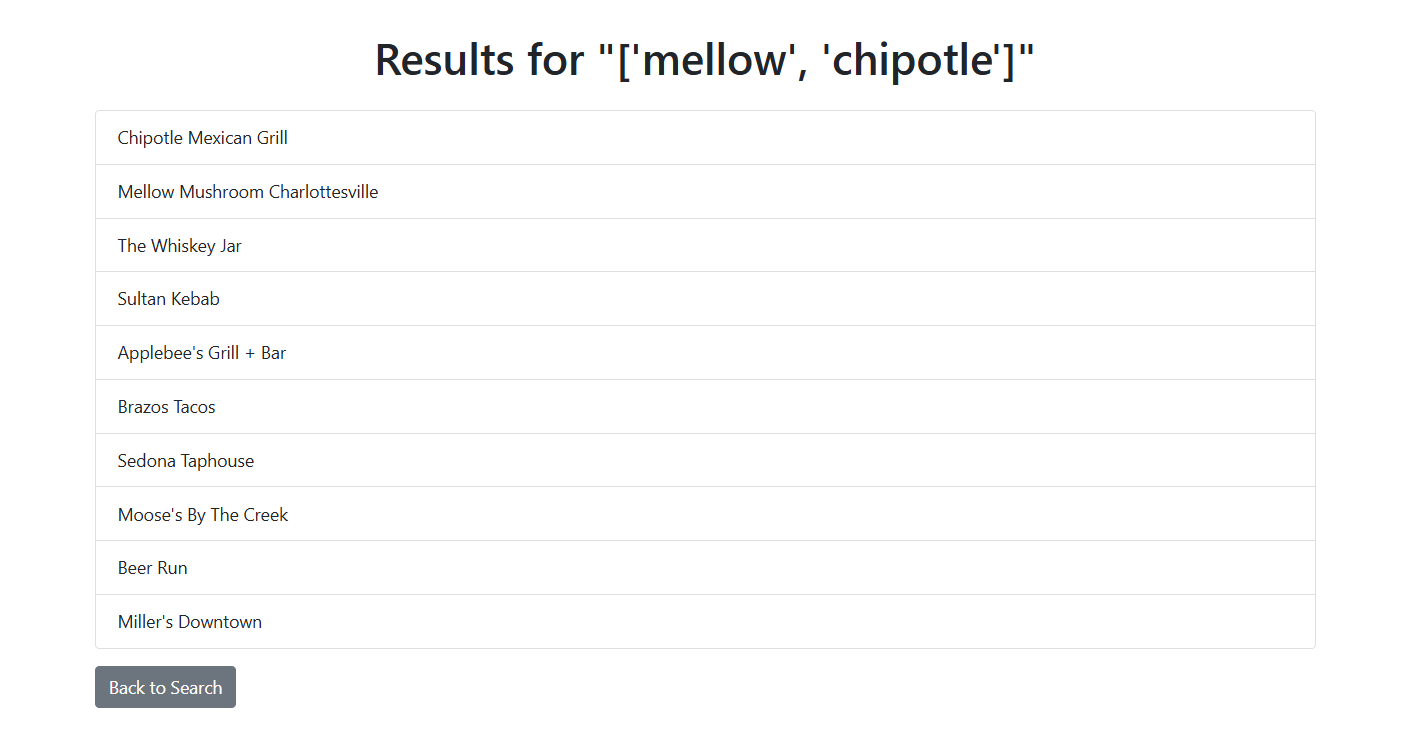 Results for "['mellow', 'chipotle']"
Chipotle Mexican Grill
Mellow Mushroom Charlottesville
The Whiskey Jar
Sultan Kebab
Applebee's Grill + Bar
Brazos Tacos
Sedona Taphouse
Moose's By The Creek
Beer Run
Miller's Downtown
Back to Search